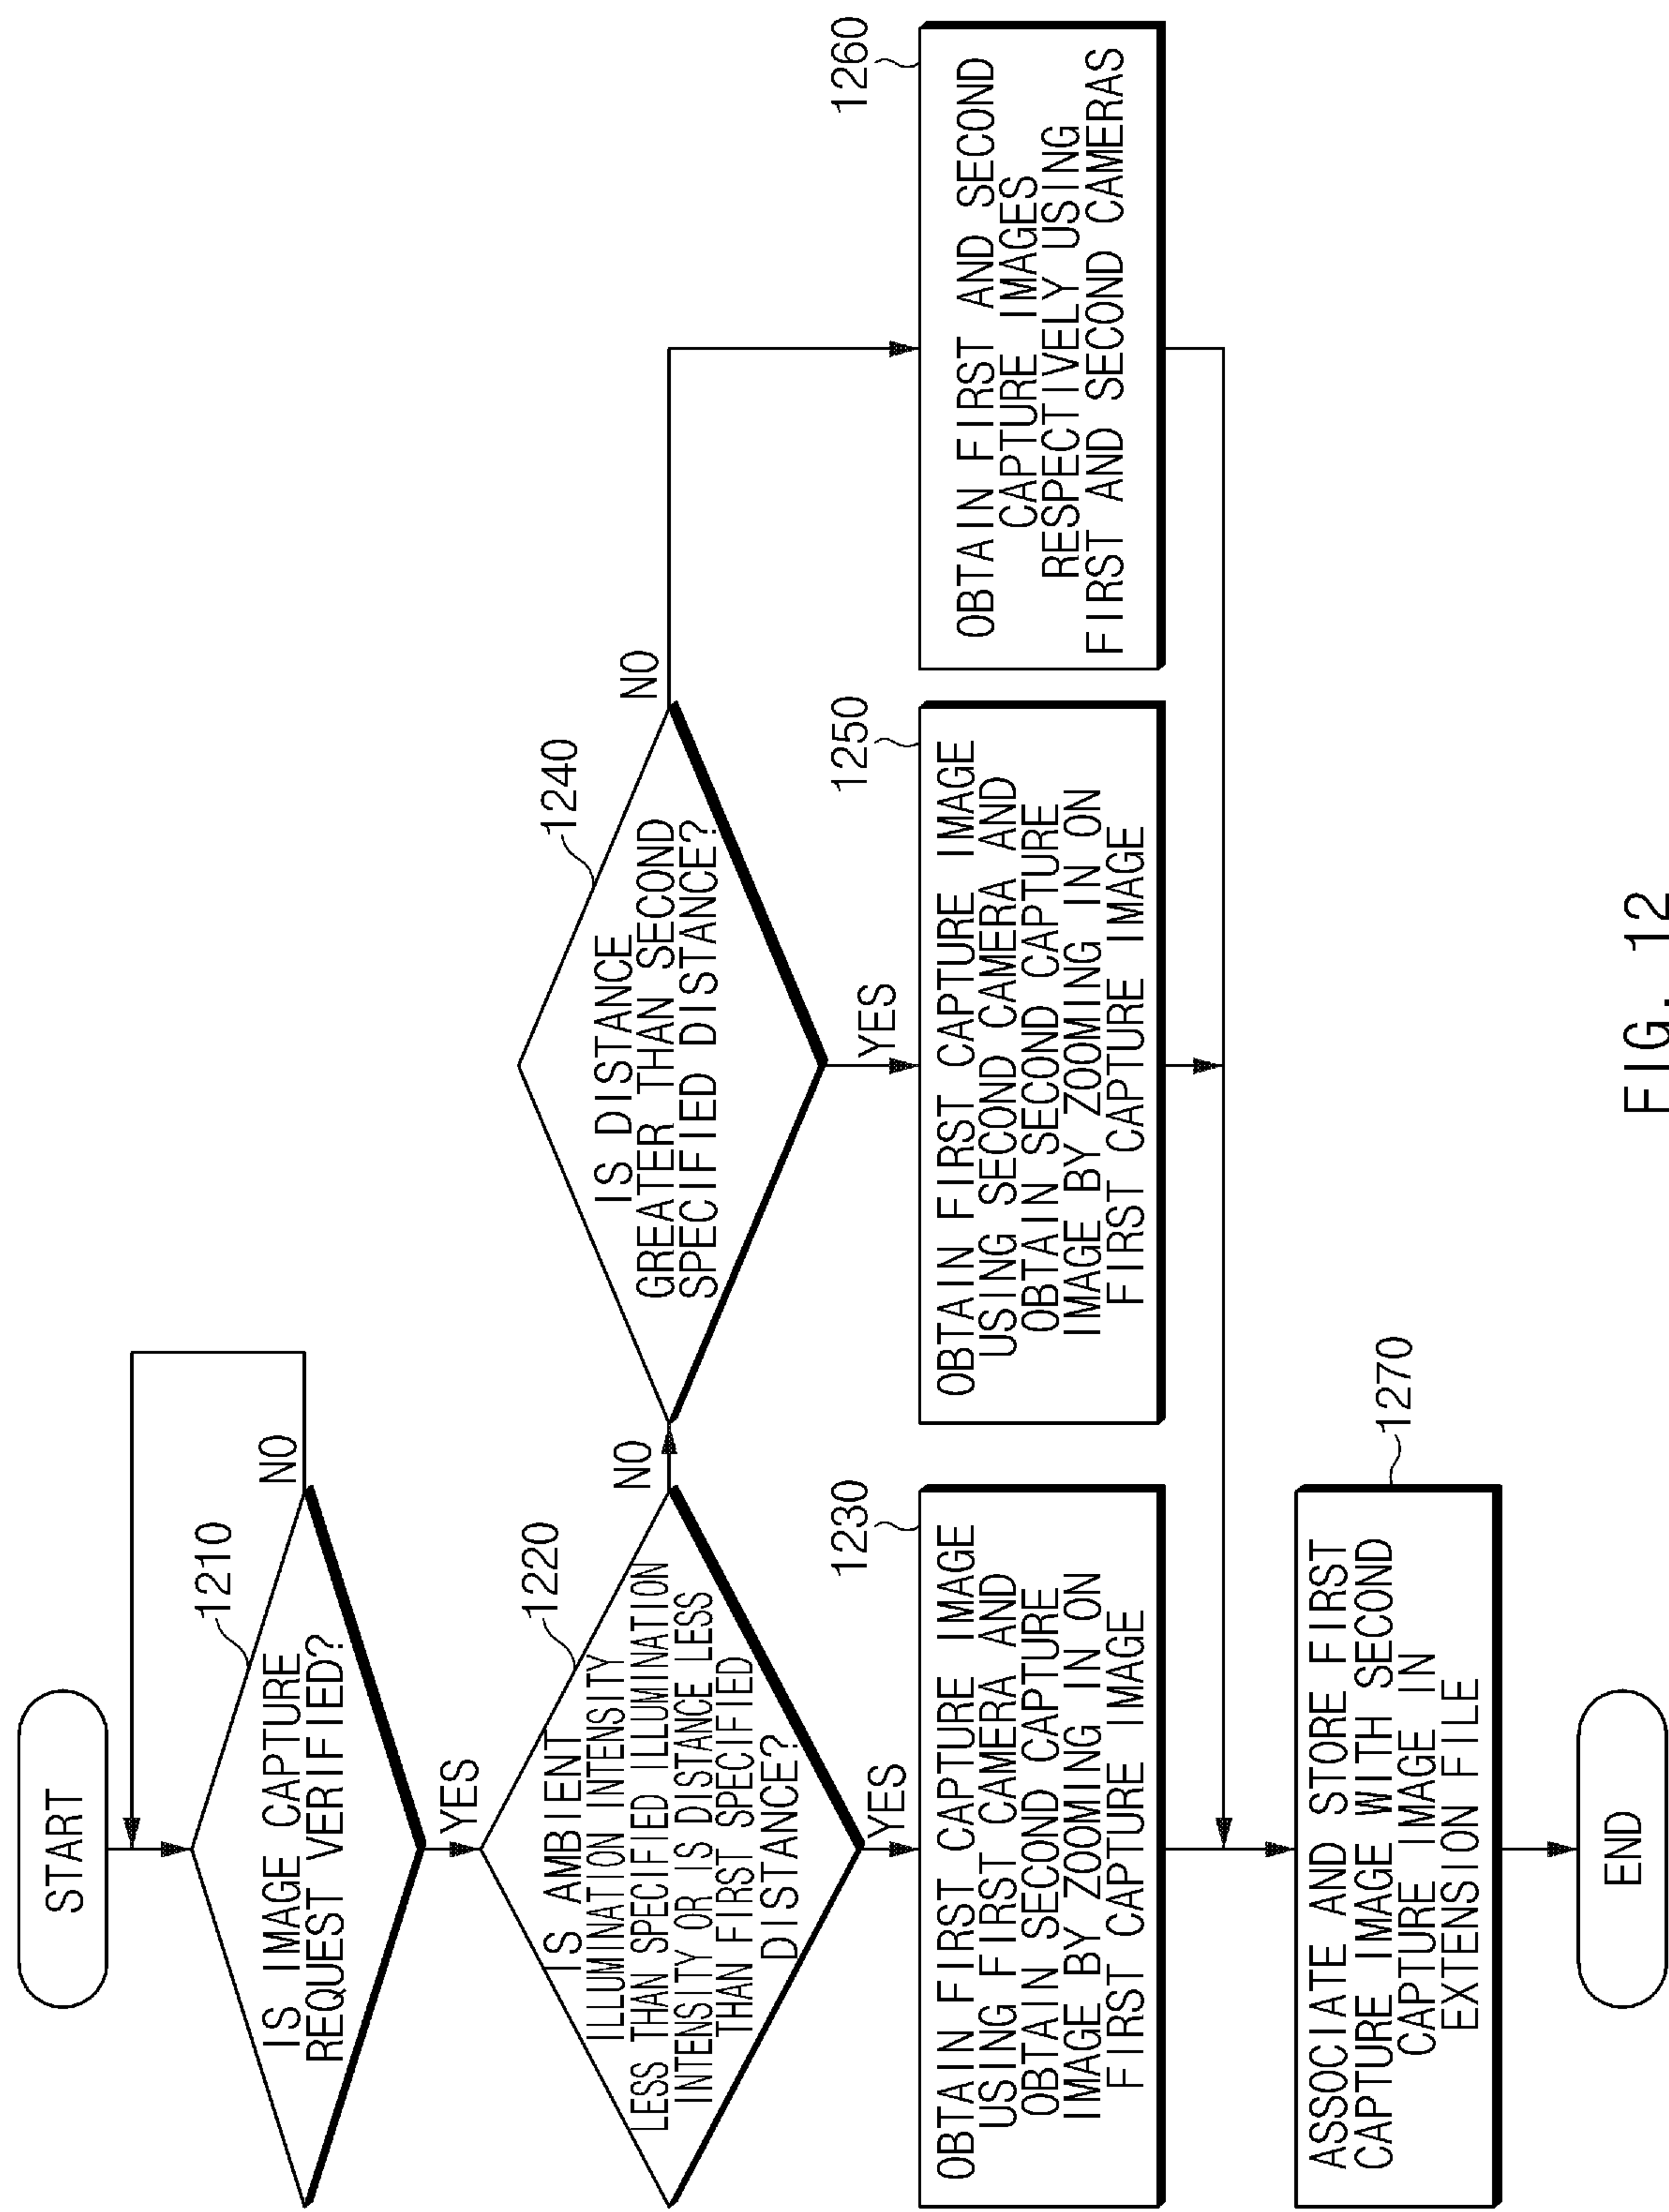 START
1210
IS IMAGE CAPTURE
REQUEST VERIFIED?
NO
YES
1220
IS AMBIENT
ILLUMINATION INTENSITY
LESS THAN SPECIFIED ILLUMINATION
INTENSITY OR IS DISTANCE LESS
THAN FIRST SPECIFIED
DISTANCE?
NO
YES
1240
IS DISTANCE
GREATER THAN SECOND
SPECIFIED DISTANCE?
NO
YES
1230
OBTAIN FIRST CAPTURE IMAGE
USING FIRST CAMERA AND
OBTAIN SECOND CAPTURE
IMAGE BY ZOOMING IN ON
FIRST CAPTURE IMAGE
1250
OBTAIN FIRST CAPTURE IMAGE
USING SECOND CAMERA AND
OBTAIN SECOND CAPTURE
IMAGE BY ZOOMING IN ON
FIRST CAPTURE IMAGE
1260
OBTAIN FIRST AND SECOND
CAPTURE IMAGES
RESPECTIVELY USING
FIRST AND SECOND CAMERAS
1270
ASSOCIATE AND STORE FIRST
CAPTURE IMAGE WITH SECOND
CAPTURE IMAGE IN
EXTENSION FILE
END
FIG. 12